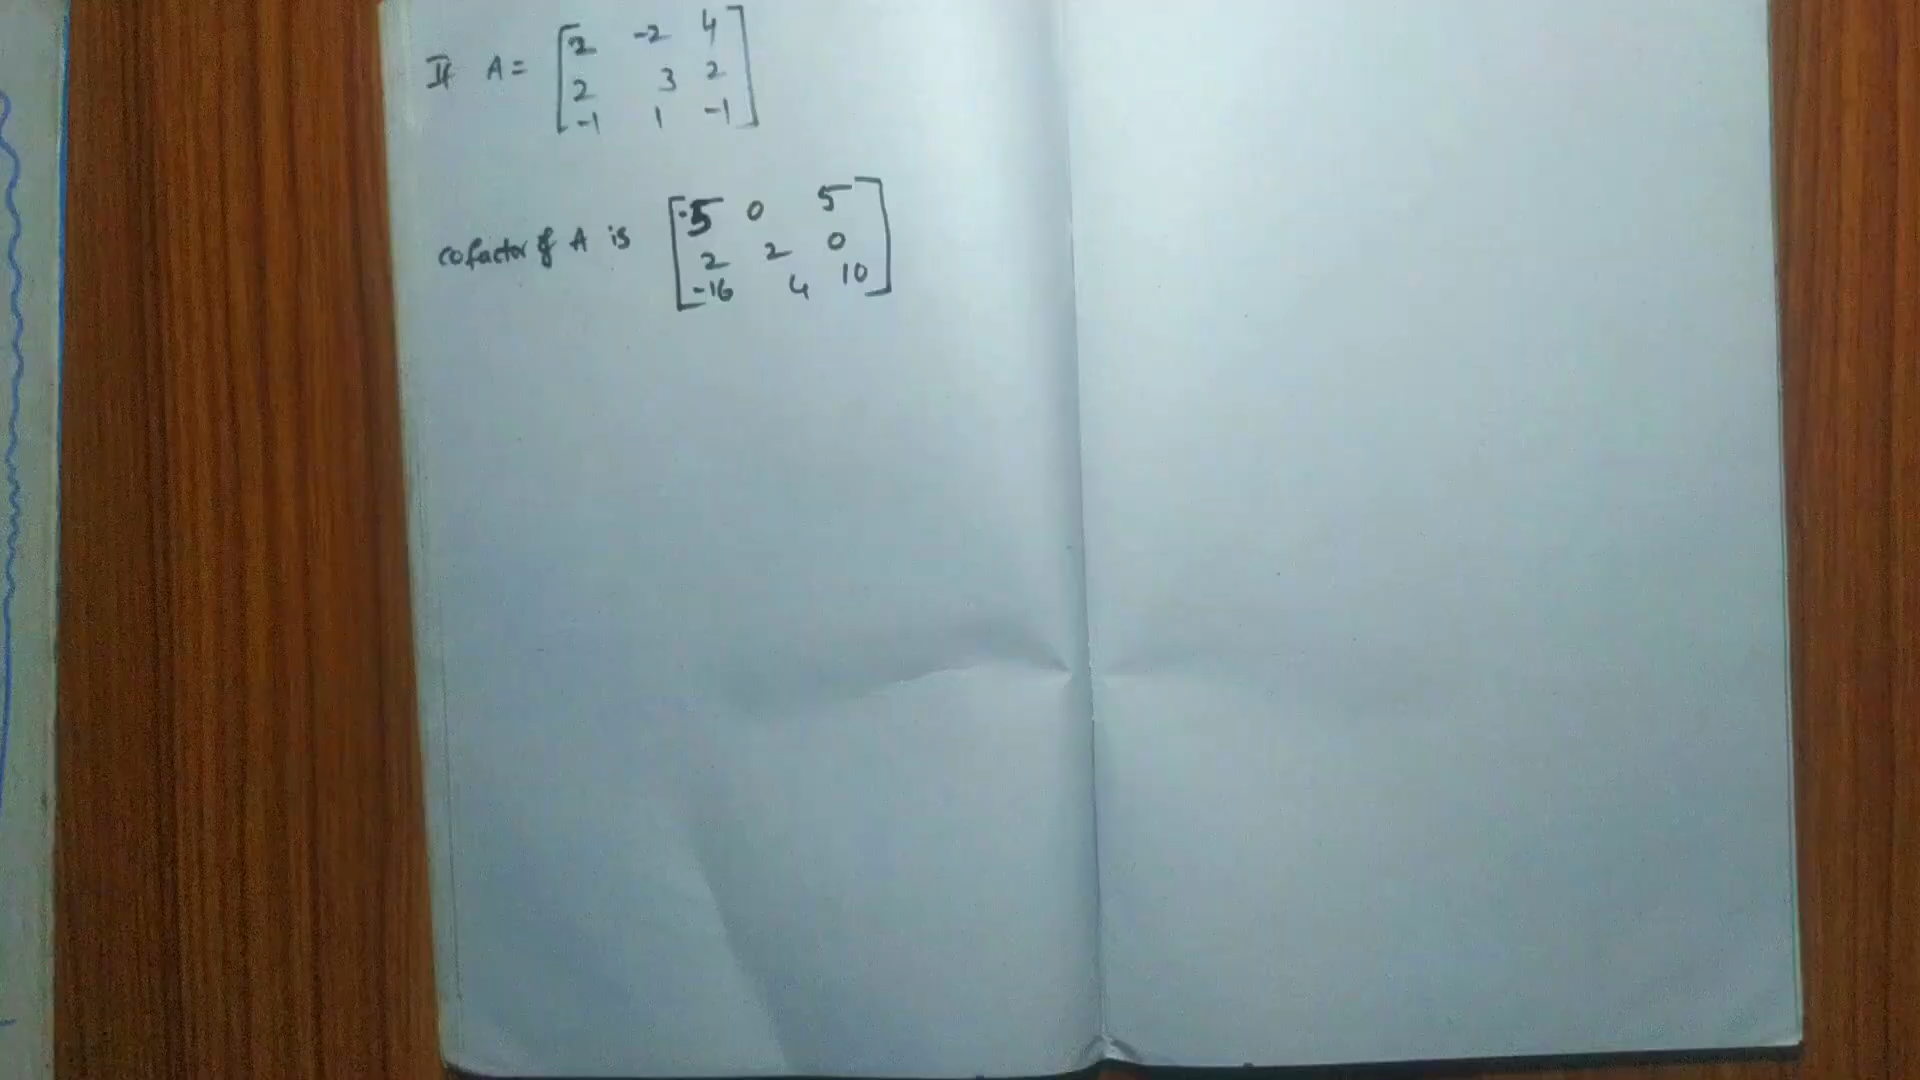 If A = [2 -2 4
2 3 2
-1 1 -1]
cofactor of A is [-5 0 5
2 2 0
-16 4 10]